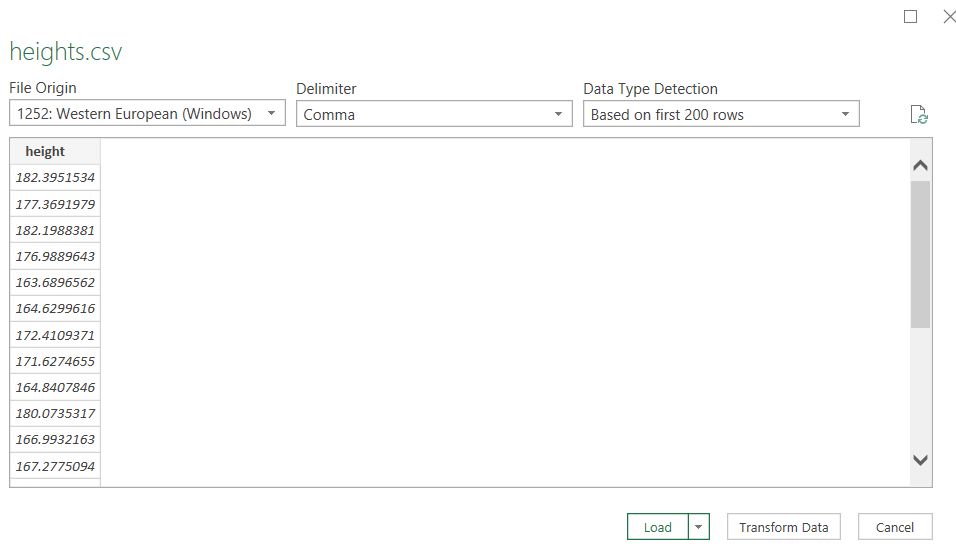 heights.csv
File Origin
Delimiter
Data Type Detection
1252: Western European (Windows)
Comma
Based on first 200 rows
height
182.3951534
177.3691979
182.1988381
176.9889643
163.6896562
164.6299616
172.4109371
171.6274655
164.8407846
180.0735317
166.9932163
167.2775094
Load
Transform Data
Cancel